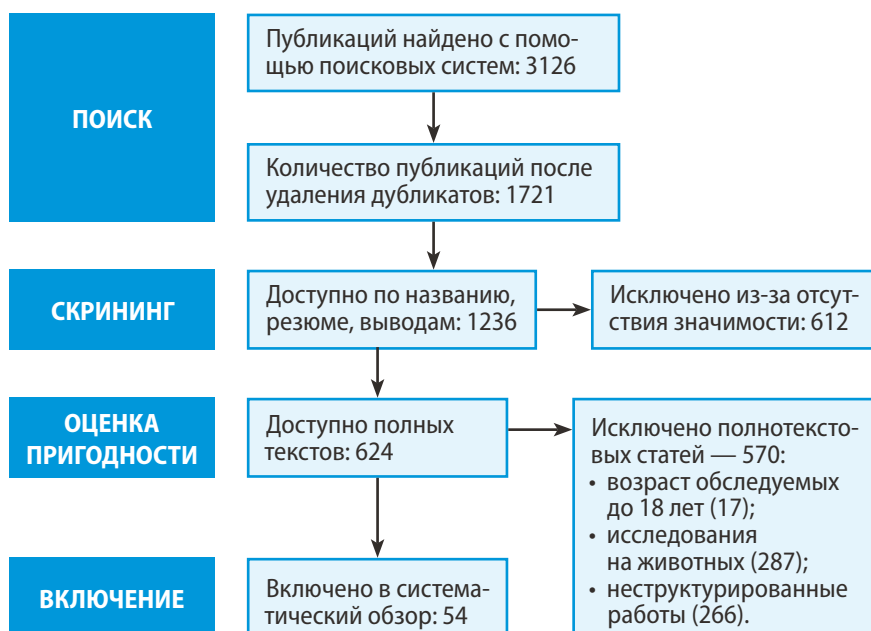 ПОИСК
Публикаций найдено с помо-
щью поисковых систем: 3126
Количество публикаций после
удаления дубликатов: 1721
СКРИНИНГ
Доступно по названию,
резюме, выводам: 1236
Исключено из-за отсут-
ствия значимости: 612
ОЦЕНКА
ПРИГОДНОСТИ
Доступно полных
текстов: 624
Исключено полнотексто-
вых статей — 570:
• возраст обследуемых
до 18 лет (17);
• исследования
на животных (287);
• неструктурированные
работы (266).
ВКЛЮЧЕНИЕ
Включено в система-
тический обзор: 54